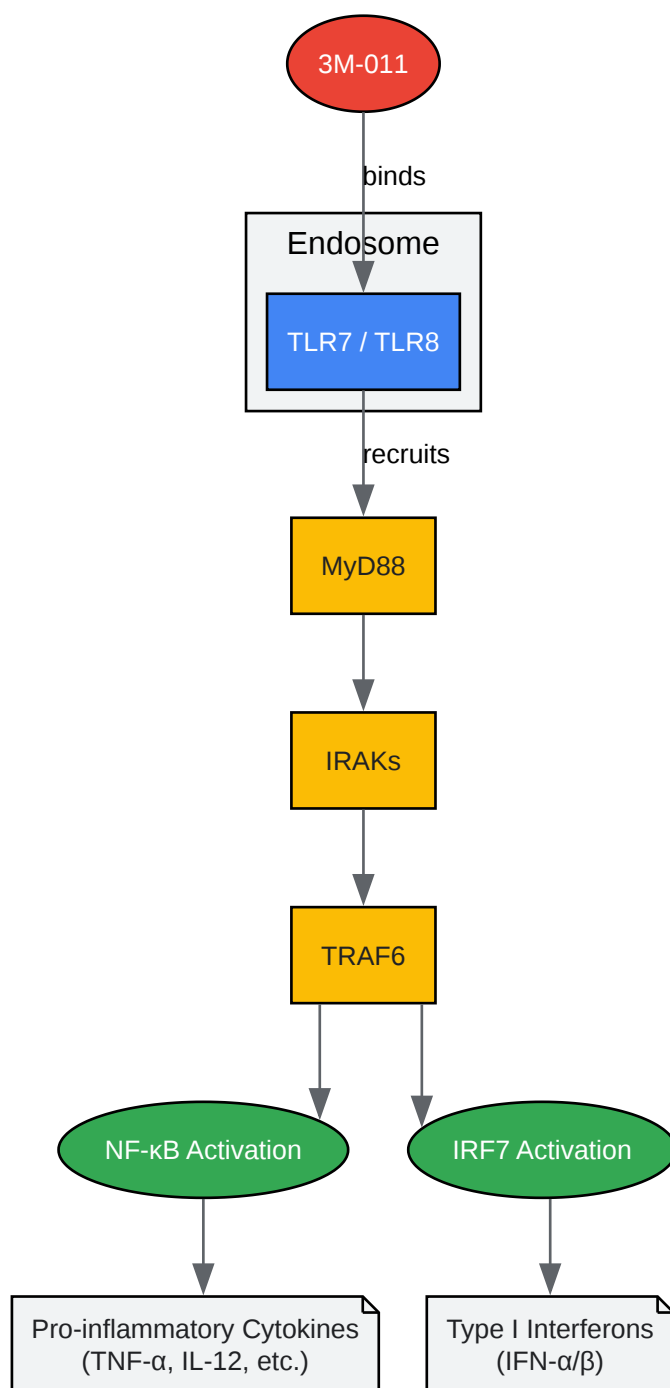 3M-011
binds
Endosome
TLR7 / TLR8
recruits
MyD88
IRAKs
TRAF6
NF-κB Activation
IRF7 Activation
Pro-inflammatory Cytokines
(TNF-α, IL-12, etc.)
Type I Interferons
(IFN-α/β)